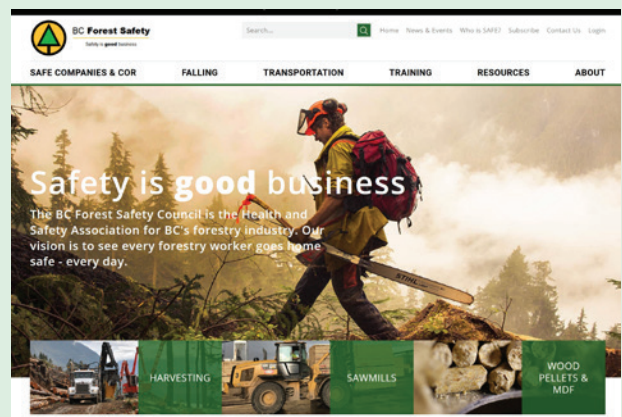 BC Forest Safety
Safety is good business
Search...
Home News & Events Who is SAFE? Subscribe Contact Us Login
SAFE COMPANIES & COR FALLING TRANSPORTATION TRAINING RESOURCES ABOUT
Safety is good business
The BC Forest Safety Council is the Health and
Safety Association for BC's forestry industry. Our
vision is to see every forestry worker goes home
safe - every day.
STIHL
HARVESTING
SAWMILLS
WOOD
PELLETS &
MDF